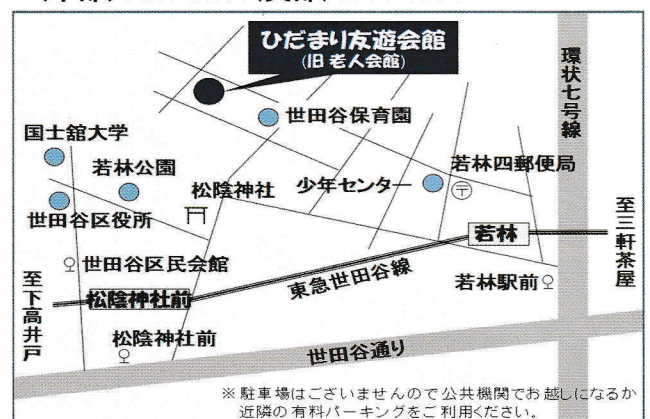 ひだまり友遊会館
(旧老人会館)
環状七号線
世田谷保育園
国士舘大学
若林公園
松陰神社
少年センター
若林四郵便局
〒
世田谷区役所
若林
至三軒茶屋
世田谷区民会館
東急世田谷線
若林駅前
至下高井戸
松陰神社前
松陰神社前
世田谷通り
※駐車場はございませんので公共機関でお越しになるか
近隣の有料パーキングをご利用ください。